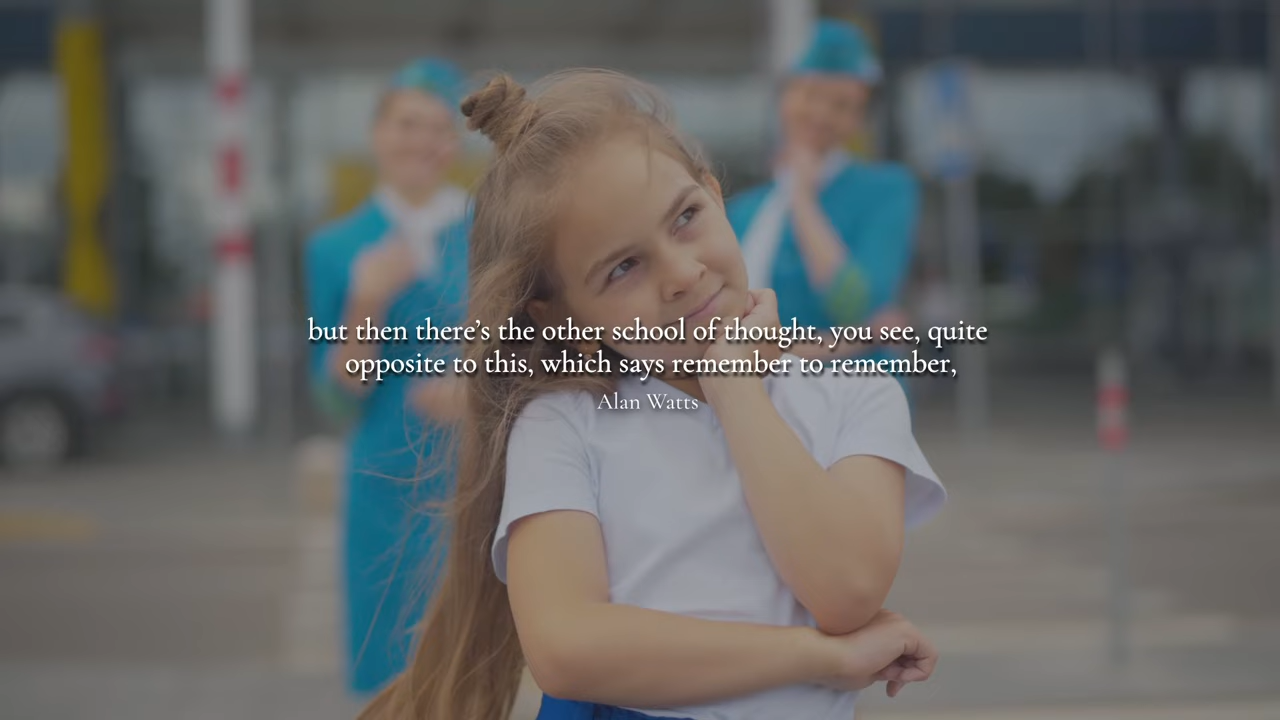 but then there’s the other school of thought, you see, quite
opposite to this, which says remember to remember,
Alan Watts